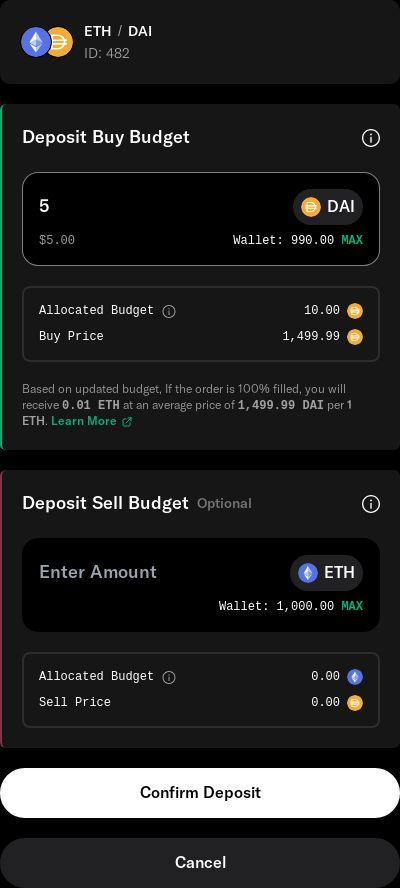 ETH / DAI
ID: 482
Deposit Buy Budget
5
DAI
$5.00
Wallet: 990.00 MAX
Allocated Budget
10.00
Buy Price
1,499.99
Based on updated budget, If the order is 100% filled, you will
receive 0.01 ETH at an average price of 1,499.99 DAI per 1
ETH. Learn More
Deposit Sell Budget Optional
Enter Amount
ETH
Wallet: 1,000.00 MAX
Allocated Budget
0.00
Sell Price
0.00
Confirm Deposit
Cancel